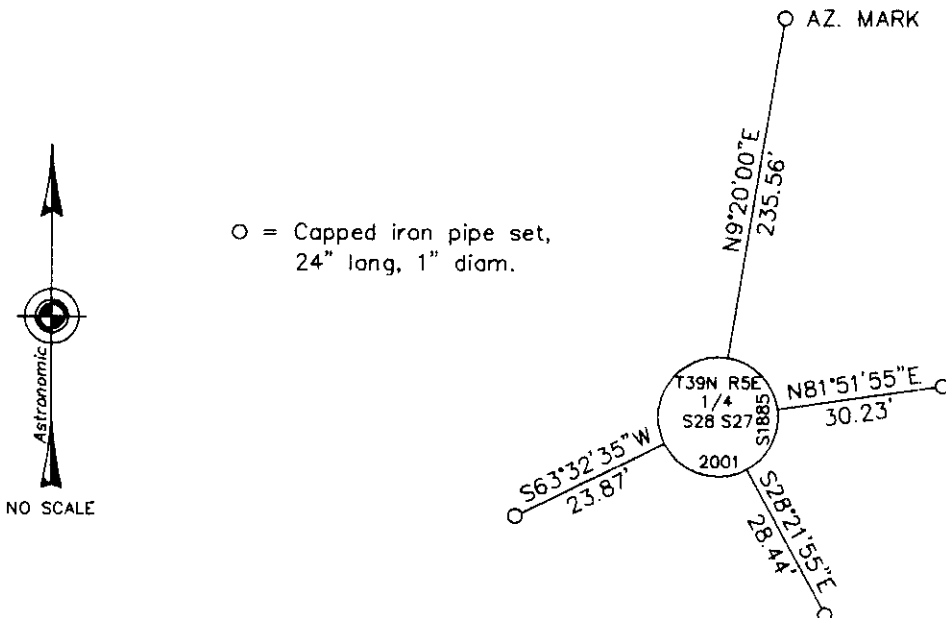 AZ. MARK
N9°20'00"E
235.56'
O = Capped iron pipe set,
24" long, 1" diam.
Astronomic
NO SCALE
T39N R5E
1/4
S28 S27
S1885
2001
N81°51'55"E
30.23'
S63°32'35"W
23.87'
S28°21'55"E
28.44'